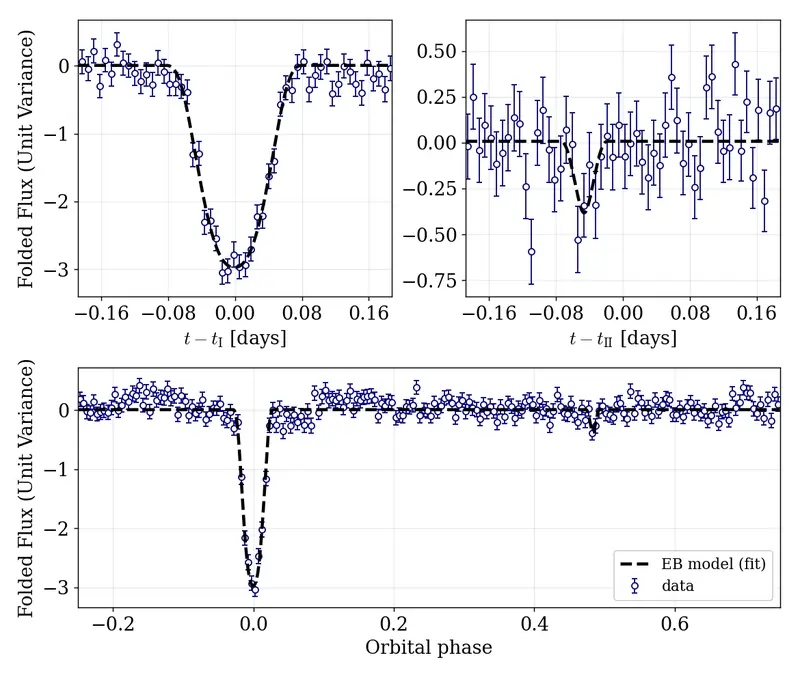 Folded Flux (Unit Variance)
0
−1
−2
−3
−0.16 −0.08 0.00 0.08 0.16
t − tI [days]
0.50
0.25
0.00
−0.25
−0.50
−0.75
−0.16 −0.08 0.00 0.08 0.16
t − tII [days]
Folded Flux (Unit Variance)
0
−1
−2
−3
EB model (fit)
data
−0.2 0.0 0.2 0.4 0.6
Orbital phase